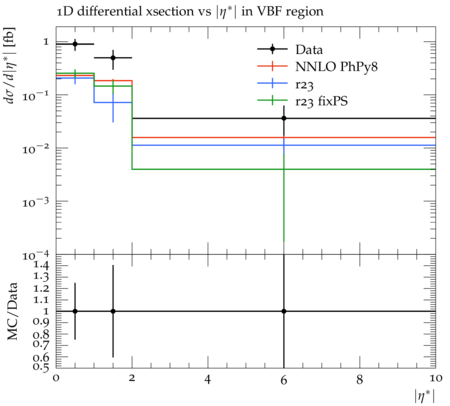 1D differential xsection vs |η*| in VBF region
dσ/d|η*| [fb]
1
10⁻¹
10⁻²
10⁻³
10⁻⁴
Data
NNLO PhPy8
r23
r23 fixPS
MC/Data
1.4
1.3
1.2
1.1
1
0.9
0.8
0.7
0.6
0.5
0 2 4 6 8 10
|η*|